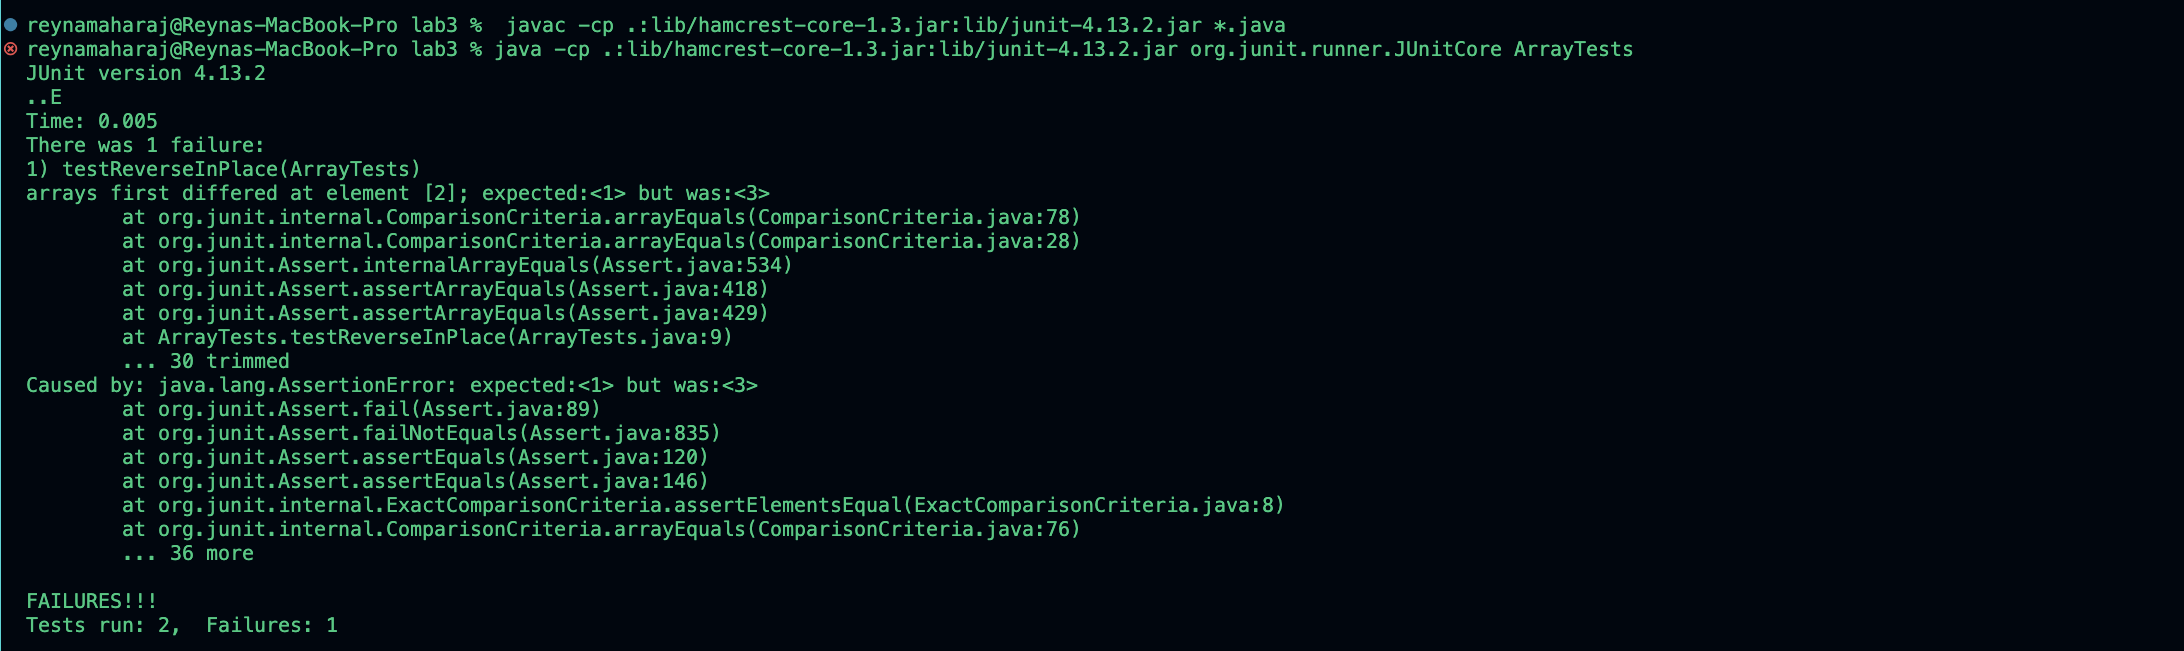 reynamaharaj@Reynas-MacBook-Pro lab3 %  javac -cp .:lib/hamcrest-core-1.3.jar:lib/junit-4.13.2.jar *.java
reynamaharaj@Reynas-MacBook-Pro lab3 % java -cp .:lib/hamcrest-core-1.3.jar:lib/junit-4.13.2.jar org.junit.runner.JUnitCore ArrayTests
JUnit version 4.13.2
..E
Time: 0.005
There was 1 failure:
1) testReverseInPlace(ArrayTests)
arrays first differed at element [2]; expected:<1> but was:<3>
        at org.junit.internal.ComparisonCriteria.arrayEquals(ComparisonCriteria.java:78)
        at org.junit.internal.ComparisonCriteria.arrayEquals(ComparisonCriteria.java:28)
        at org.junit.Assert.internalArrayEquals(Assert.java:534)
        at org.junit.Assert.assertArrayEquals(Assert.java:418)
        at org.junit.Assert.assertArrayEquals(Assert.java:429)
        at ArrayTests.testReverseInPlace(ArrayTests.java:9)
        ... 30 trimmed
Caused by: java.lang.AssertionError: expected:<1> but was:<3>
        at org.junit.Assert.fail(Assert.java:89)
        at org.junit.Assert.failNotEquals(Assert.java:835)
        at org.junit.Assert.assertEquals(Assert.java:120)
        at org.junit.Assert.assertEquals(Assert.java:146)
        at org.junit.internal.ExactComparisonCriteria.assertElementsEqual(ExactComparisonCriteria.java:8)
        at org.junit.internal.ComparisonCriteria.arrayEquals(ComparisonCriteria.java:76)
        ... 36 more
FAILURES!!!
Tests run: 2,  Failures: 1